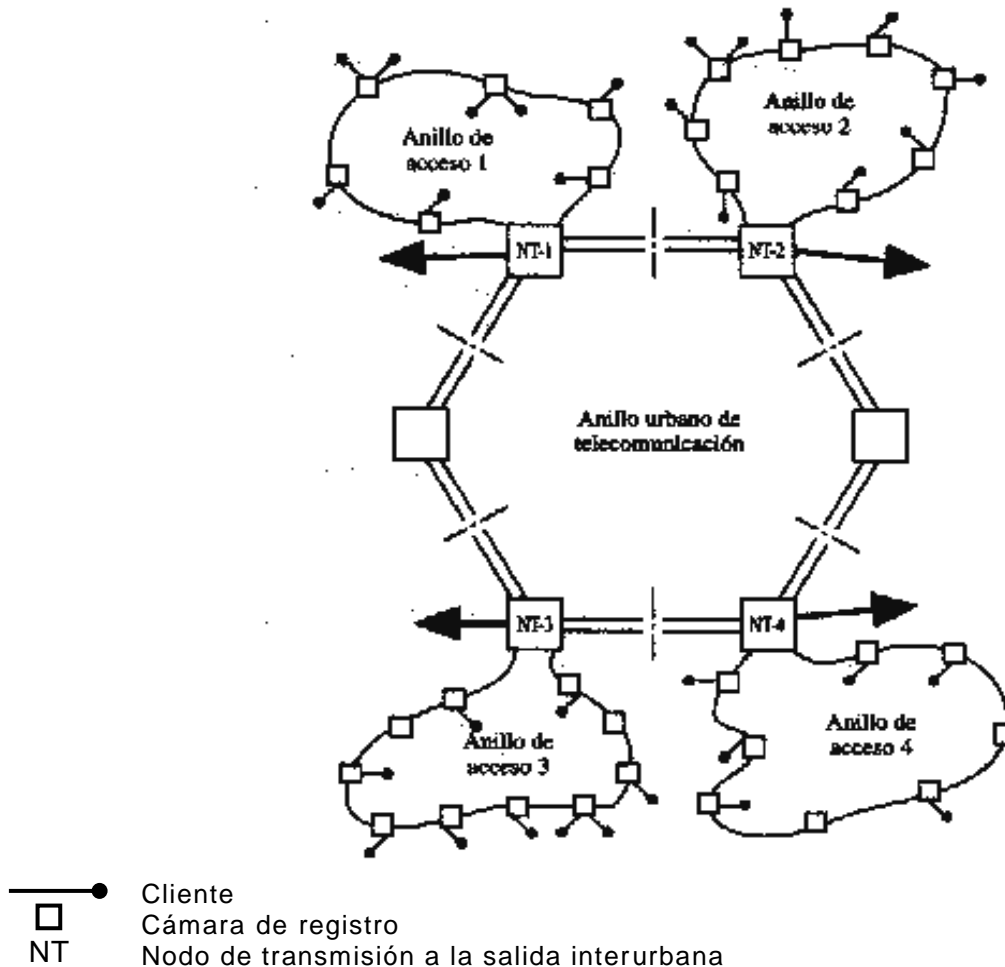 Anillo de
acceso 1
Anillo de
acceso 2
NT-1
NT-2
Anillo urbano de
telecomunicación
NT-3
NT-4
Anillo de
acceso 3
Anillo de
acceso 4
Cliente
Cámara de registro
NT Nodo de transmisión a la salida interurbana